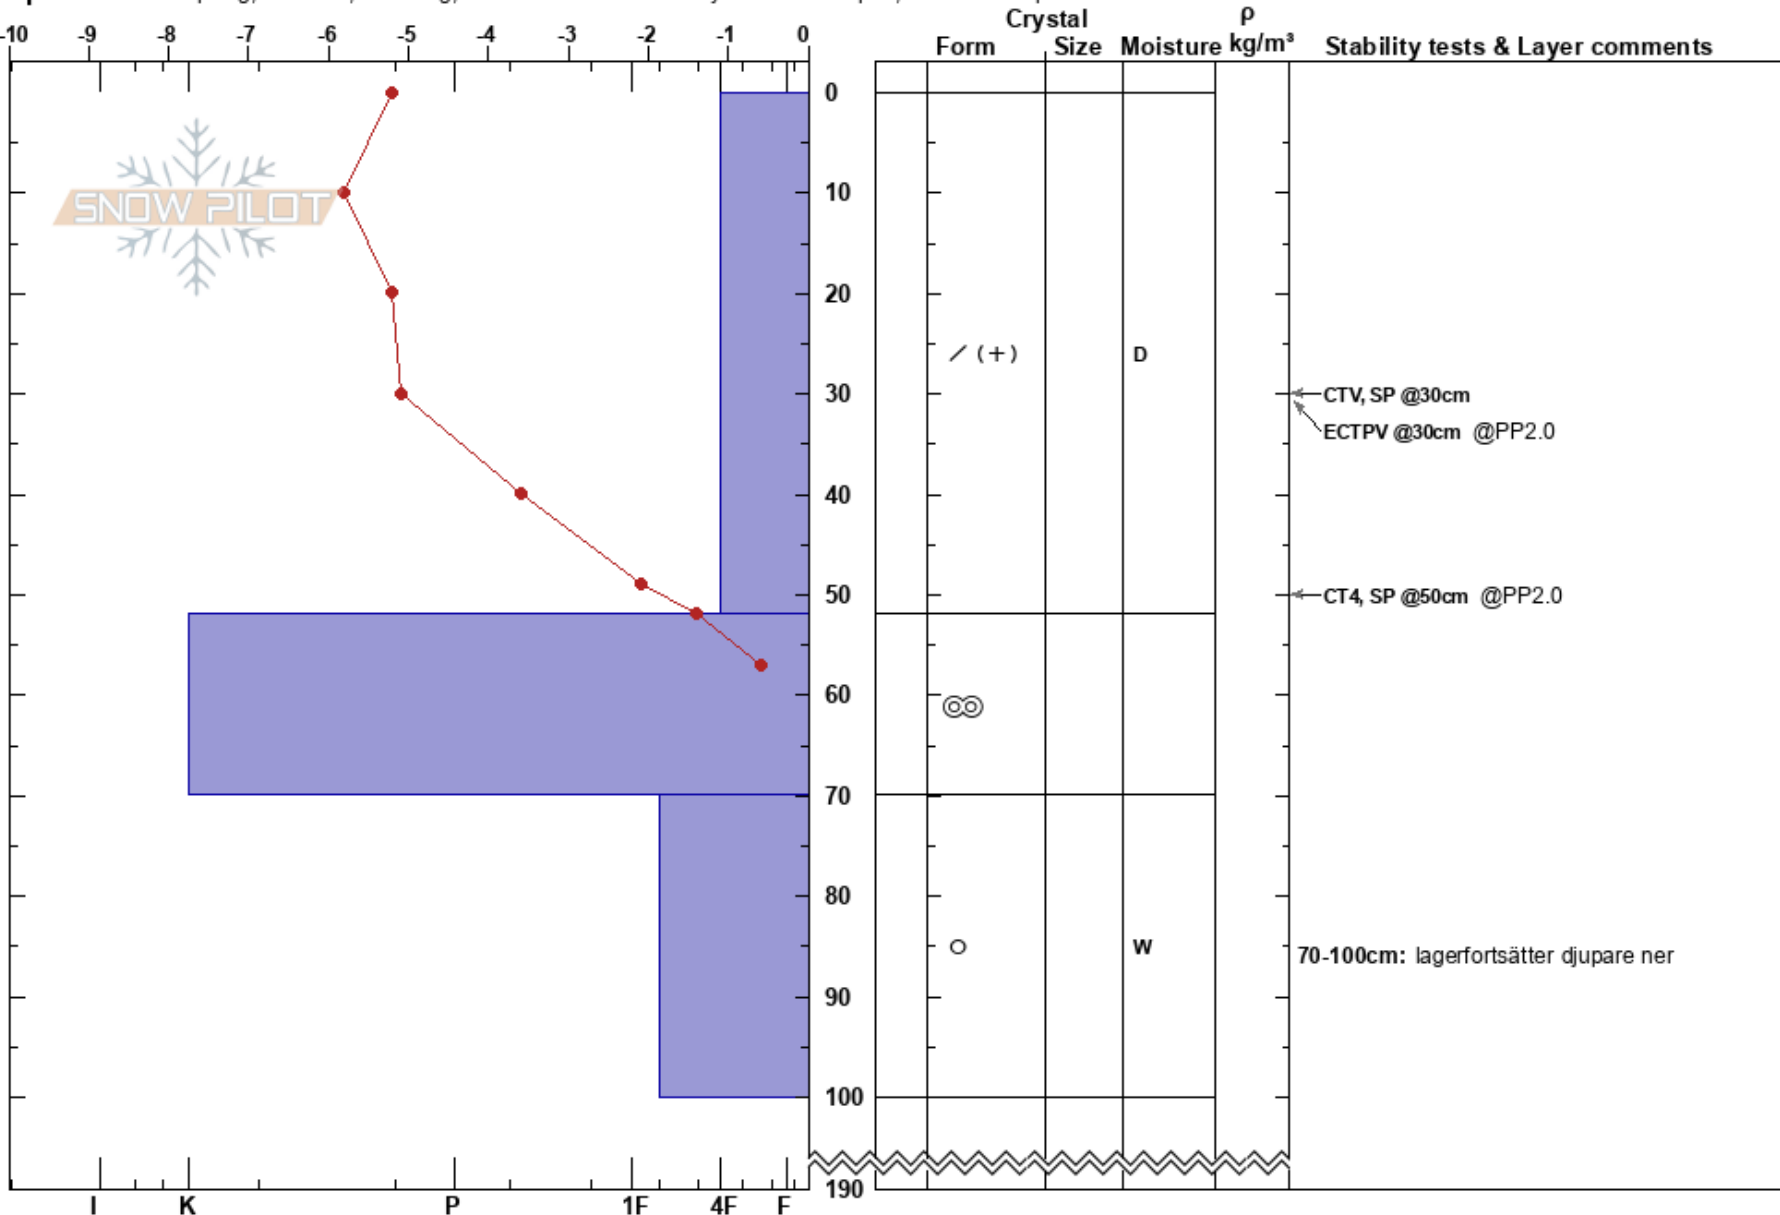 Crystal ρ
-10 -9 -8 -7 -6 -5 -4 -3 -2 -1 0 Form Size Moisture kg/m³ Stability tests & Layer comments
0
SNOW PILOT
10
20
/ (+) D
30 CTV, SP @30cm
ECTPV @30cm @PP2.0
40
50 CT4, SP @50cm @PP2.0
60
70
80
W
70-100cm: lagerfortsätter djupare ner
90
100
190
I K P 1F 4F F